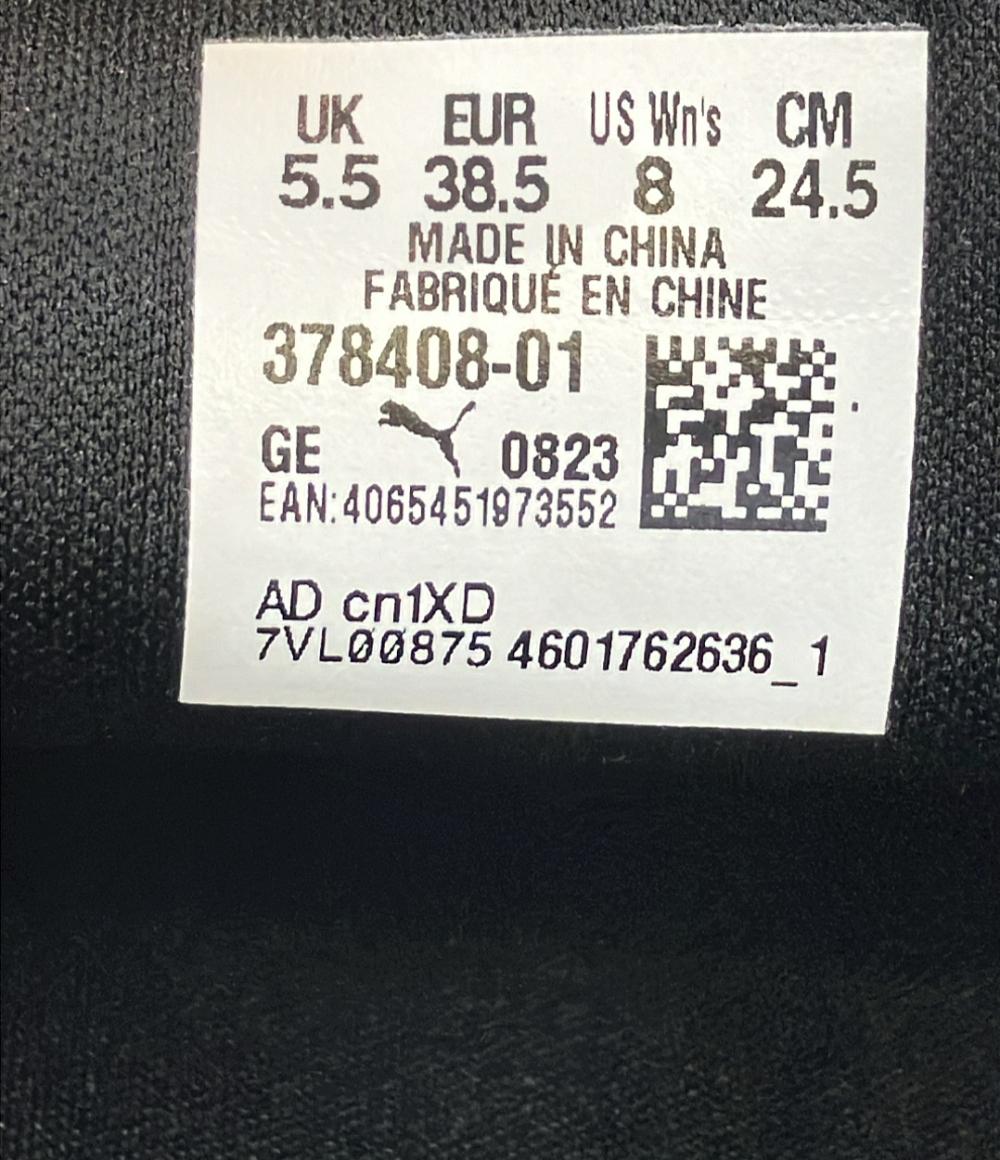 UK EUR US Wn's CM
5.5 38.5 8 24.5
MADE IN CHINA
FABRIQUÉ EN CHINE
378408-01
GE 0823
EAN:4065451973552
AD cn1XD
7VL00875 4601762636_1